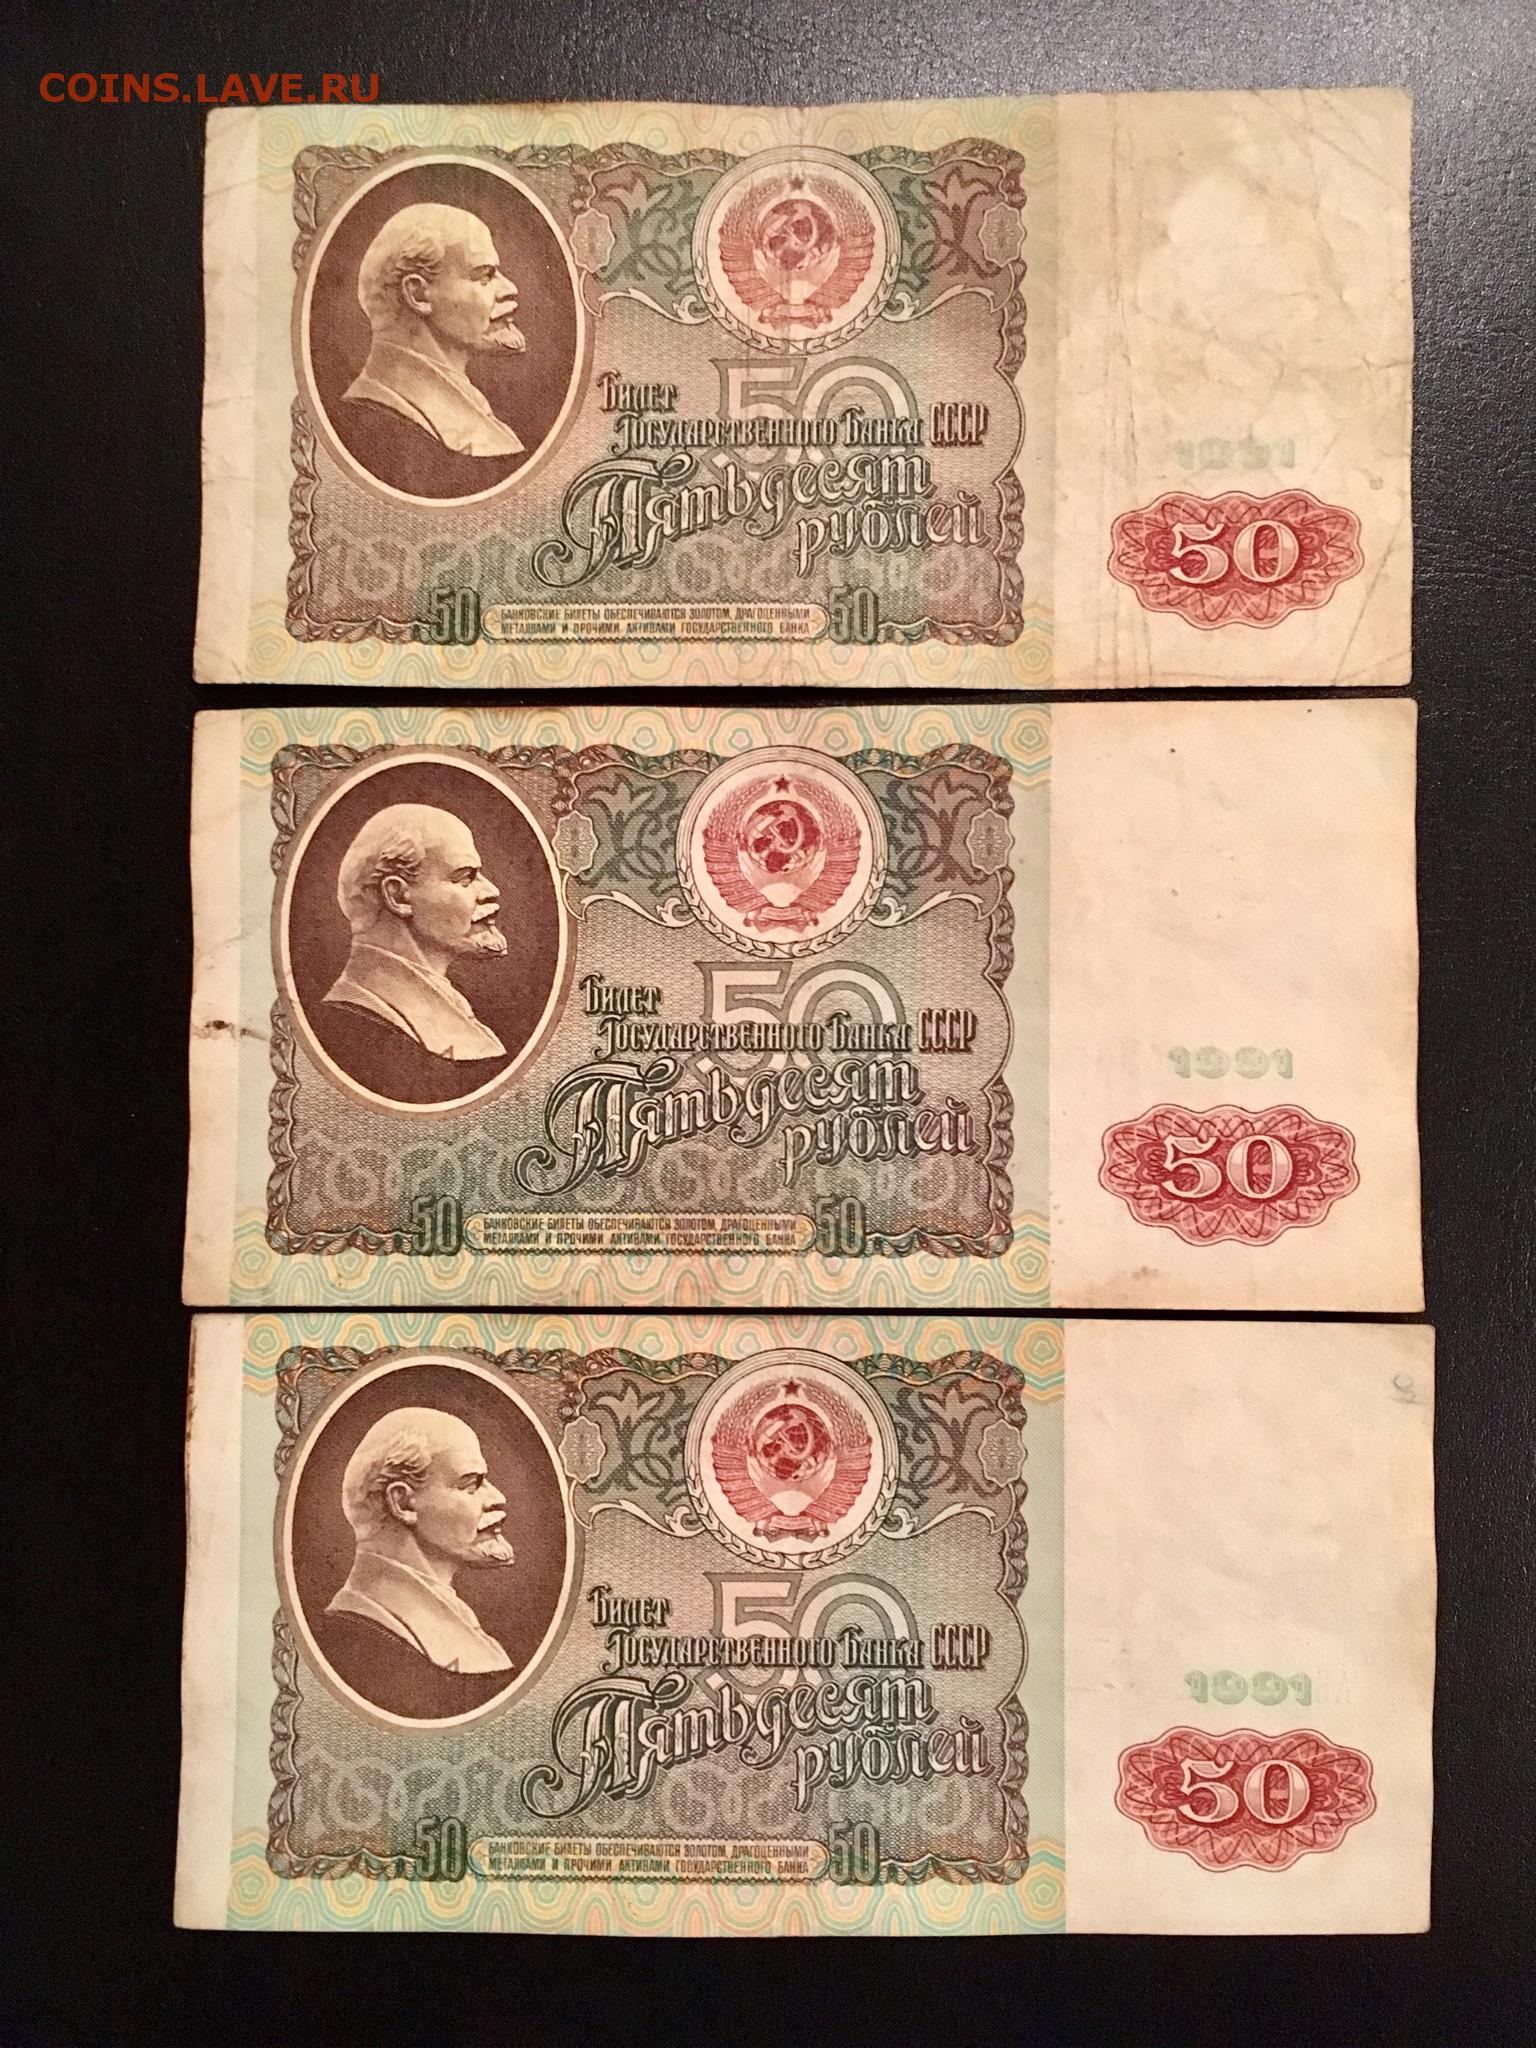 COINS.LAVE.RU
50
Билет
Государственного Банка СССР
Пятьдесят
рублей
50 БАНКОВСКИЕ БИЛЕТЫ ОБЕСПЕЧИВАЮТСЯ ЗОЛОТОМ, ДРАГОЦЕННЫМИ 50
МЕТАЛЛАМИ И ПРОЧИМИ АКТИВАМИ ГОСУДАРСТВЕННОГО БАНКА
1991
50
50
Билет
Государственного Банка СССР
Пятьдесят
рублей
50 БАНКОВСКИЕ БИЛЕТЫ ОБЕСПЕЧИВАЮТСЯ ЗОЛОТОМ, ДРАГОЦЕННЫМИ 50
МЕТАЛЛАМИ И ПРОЧИМИ АКТИВАМИ ГОСУДАРСТВЕННОГО БАНКА
1991
50
50
Билет
Государственного Банка СССР
Пятьдесят
рублей
50 БАНКОВСКИЕ БИЛЕТЫ ОБЕСПЕЧИВАЮТСЯ ЗОЛОТОМ, ДРАГОЦЕННЫМИ 50
МЕТАЛЛАМИ И ПРОЧИМИ АКТИВАМИ ГОСУДАРСТВЕННОГО БАНКА
1991
50